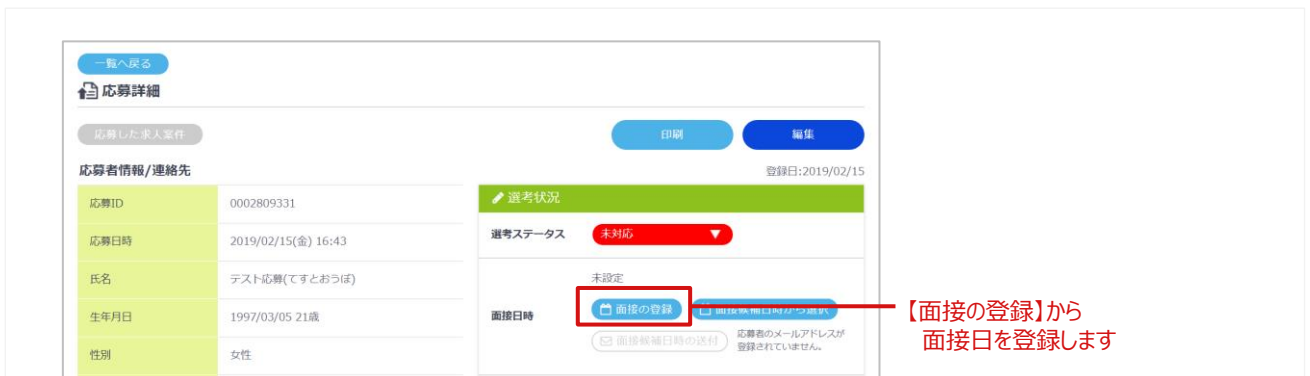 一覧へ戻る
応募詳細
応募した求人案件
印刷
編集
応募者情報/連絡先
登録日:2019/02/15
応募ID
0002809331
応募日時
2019/02/15(金) 16:43
氏名
テスト応募(てすとおうぼ)
生年月日
1997/03/05 21歳
性別
女性
選考状況
選考ステータス
未対応
面接日時
未設定
面接の登録
面接候補日時から選択
面接候補日時の送付
応募者のメールアドレスが
登録されていません。
【面接の登録】から
面接日を登録します